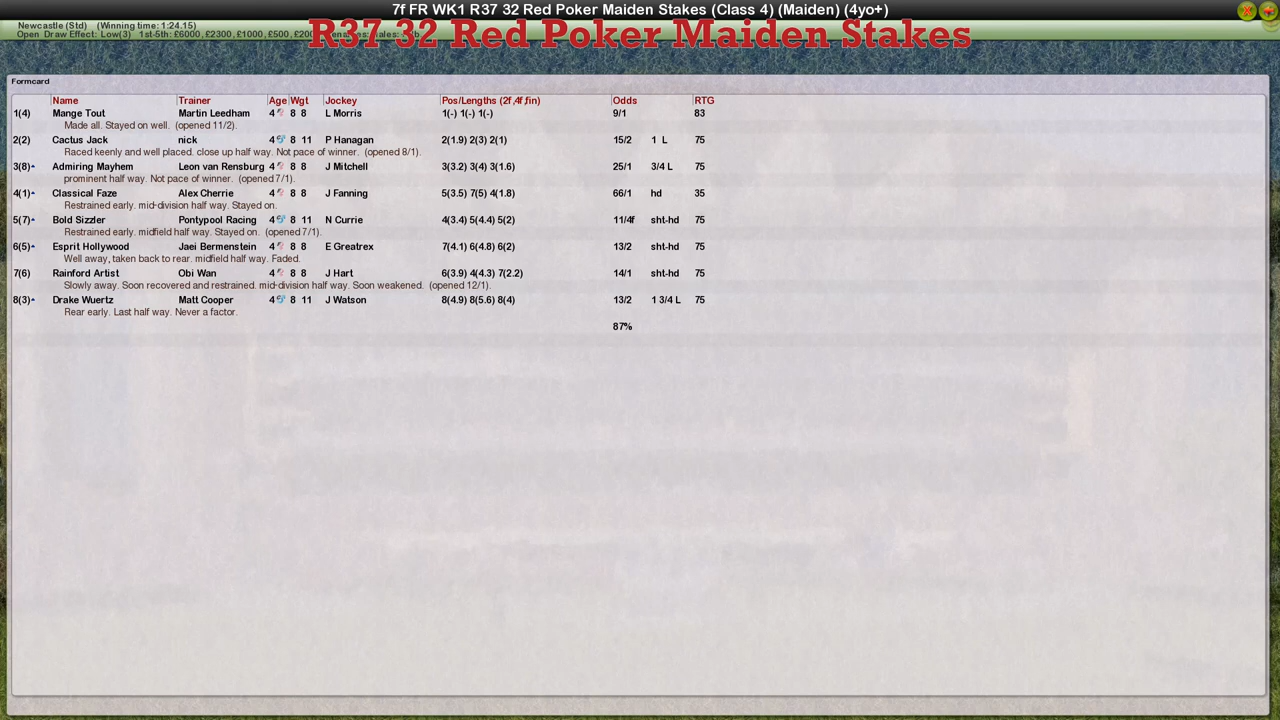 7f FR WK1 R37 32 Red Poker Maiden Stakes (Class 4) (Maiden) (4yo+)
R37 32 Red Poker Maiden Stakes
Newcastle (Std) (Winning time: 1:24.15)
Open Draw Effect: Low(3) 1st-5th: £6000, £2300, £1000, £500, £200
Formcard
Name Trainer Age Wgt Jockey Pos/Lengths (2f,4f,fin) Odds RTG
1(4) Mange Tout Martin Leedham 4 8 8 L Morris 1(-) 1(-) 1(-) 9/1 83
Made all. Stayed on well. (opened 11/2).
2(2) Cactus Jack nick 4 8 11 P Hanagan 2(1.9) 2(3) 2(1) 15/2 1 L 75
Raced keenly and well placed. close up half way. Not pace of winner. (opened 8/1).
3(8) Admiring Mayhem Leon van Rensburg 4 8 8 J Mitchell 3(3.2) 3(4) 3(1.6) 25/1 3/4 L 75
prominent half way. Not pace of winner. (opened 7/1).
4(1) Classical Faze Alex Cherrie 4 8 8 J Fanning 5(3.5) 7(5) 4(1.8) 66/1 hd 35
Restrained early. mid-division half way. Stayed on.
5(7) Bold Sizzler Pontypool Racing 4 8 11 N Currie 4(3.4) 5(4.4) 5(2) 11/4f sht-hd 75
Restrained early. midfield half way. Stayed on. (opened 7/1).
6(5) Esprit Hollywood Jaei Bermenstein 4 8 8 E Greatrex 7(4.1) 6(4.8) 6(2) 13/2 sht-hd 75
Well away, taken back to rear. midfield half way. Faded.
7(6) Rainford Artist Obi Wan 4 8 8 J Hart 6(3.9) 4(4.3) 7(2.2) 14/1 sht-hd 75
Slowly away. Soon recovered and restrained. mid-division half way. Soon weakened. (opened 12/1).
8(3) Drake Wuertz Matt Cooper 4 8 11 J Watson 8(4.9) 8(5.6) 8(4) 13/2 1 3/4 L 75
Rear early. Last half way. Never a factor.
87%